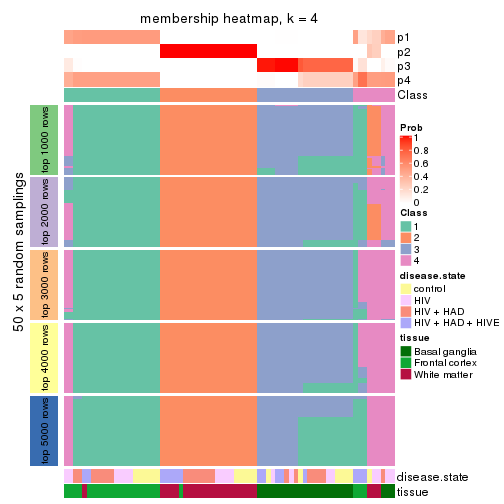 membership heatmap, k = 4
p1
p2
p3
p4
Class
50 x 5 random samplings
top 1000 rows
top 2000 rows
top 3000 rows
top 4000 rows
top 5000 rows
disease.state
tissue
Prob
1
0.8
0.6
0.4
0.2
0
Class
1
2
3
4
disease.state
control
HIV
HIV + HAD
HIV + HAD + HIVE
tissue
Basal ganglia
Frontal cortex
White matter